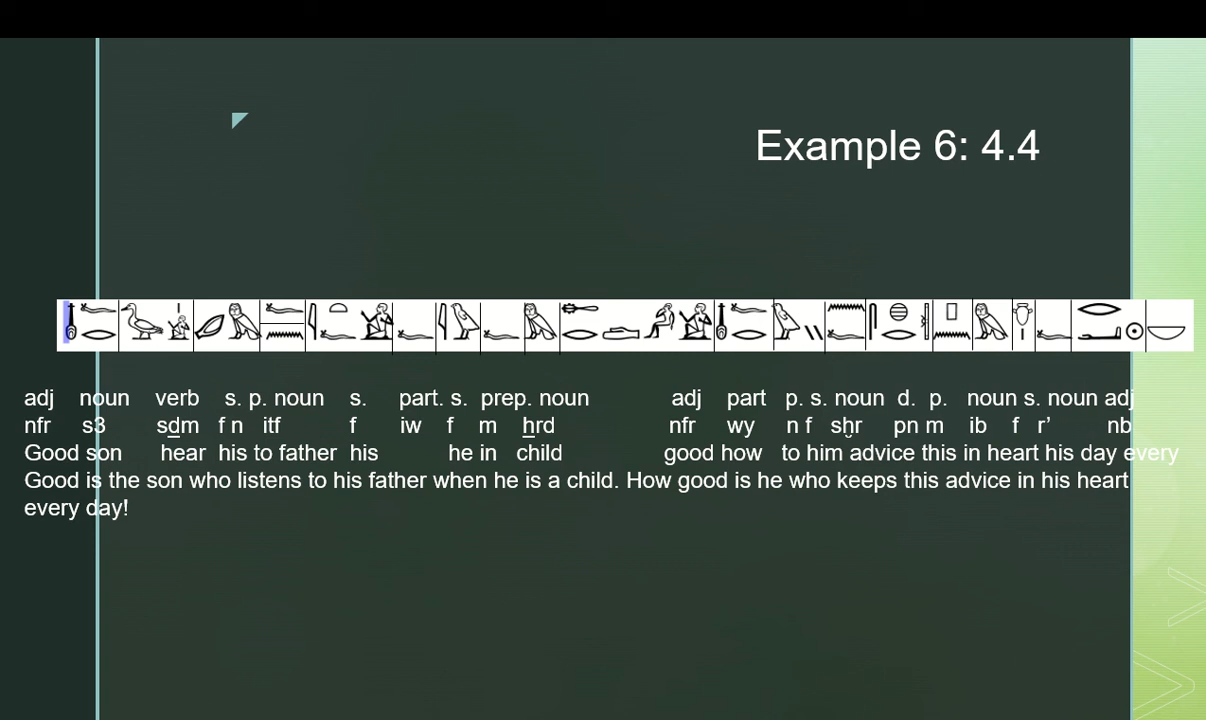 Example 6: 4.4
adj noun verb s. p. noun s. part. s. prep. noun adj part p. s. noun d. p. noun s. noun adj
nfr s3 sḏm f n itf f iw f m ẖrd nfr wy n f sḫr pn m ib f r’ nb
Good son hear his to father his he in child good how to him advice this in heart his day every
Good is the son who listens to his father when he is a child. How good is he who keeps this advice in his heart
every day!